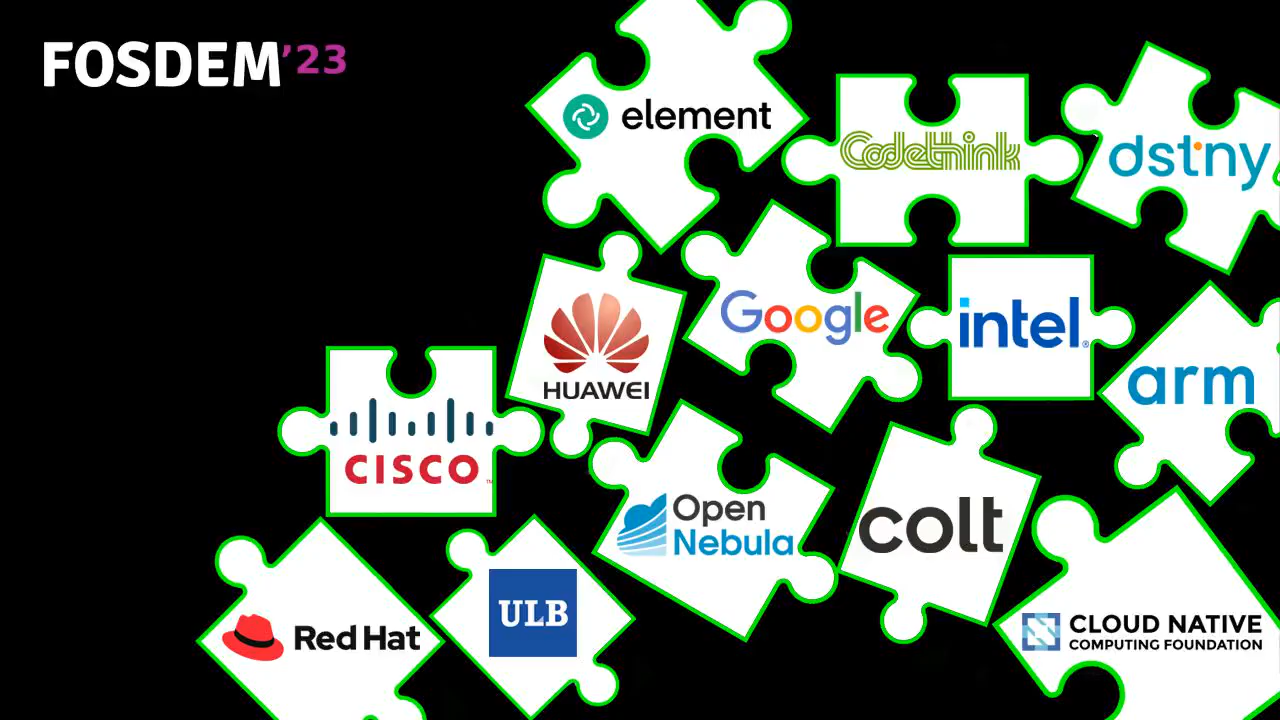 FOSDEM'23
element
Codethink
dstny
HUAWEI
Google
intel®
arm
CISCO™
Open
Nebula
colt
Red Hat
ULB
CLOUD NATIVE
COMPUTING FOUNDATION